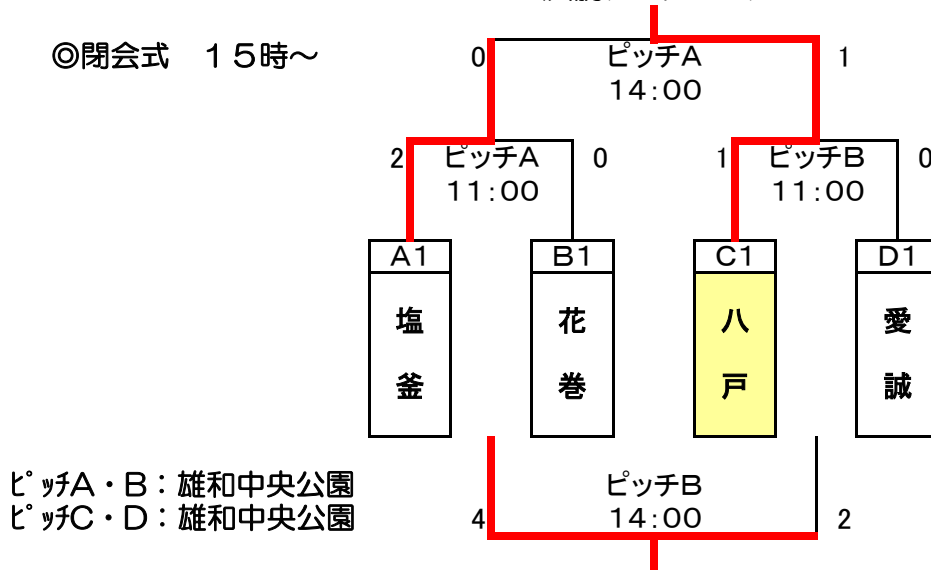 ◎閉会式　１５時～
0
ピッチA
14:00
1
2
ピッチA
11:00
0
1
ピッチB
11:00
0
A1
B1
C1
D1
塩釜
花巻
八戸
愛誠
ﾋﾟｯﾁA・B：雄和中央公園
ﾋﾟｯﾁC・D：雄和中央公園
4
ピッチB
14:00
2